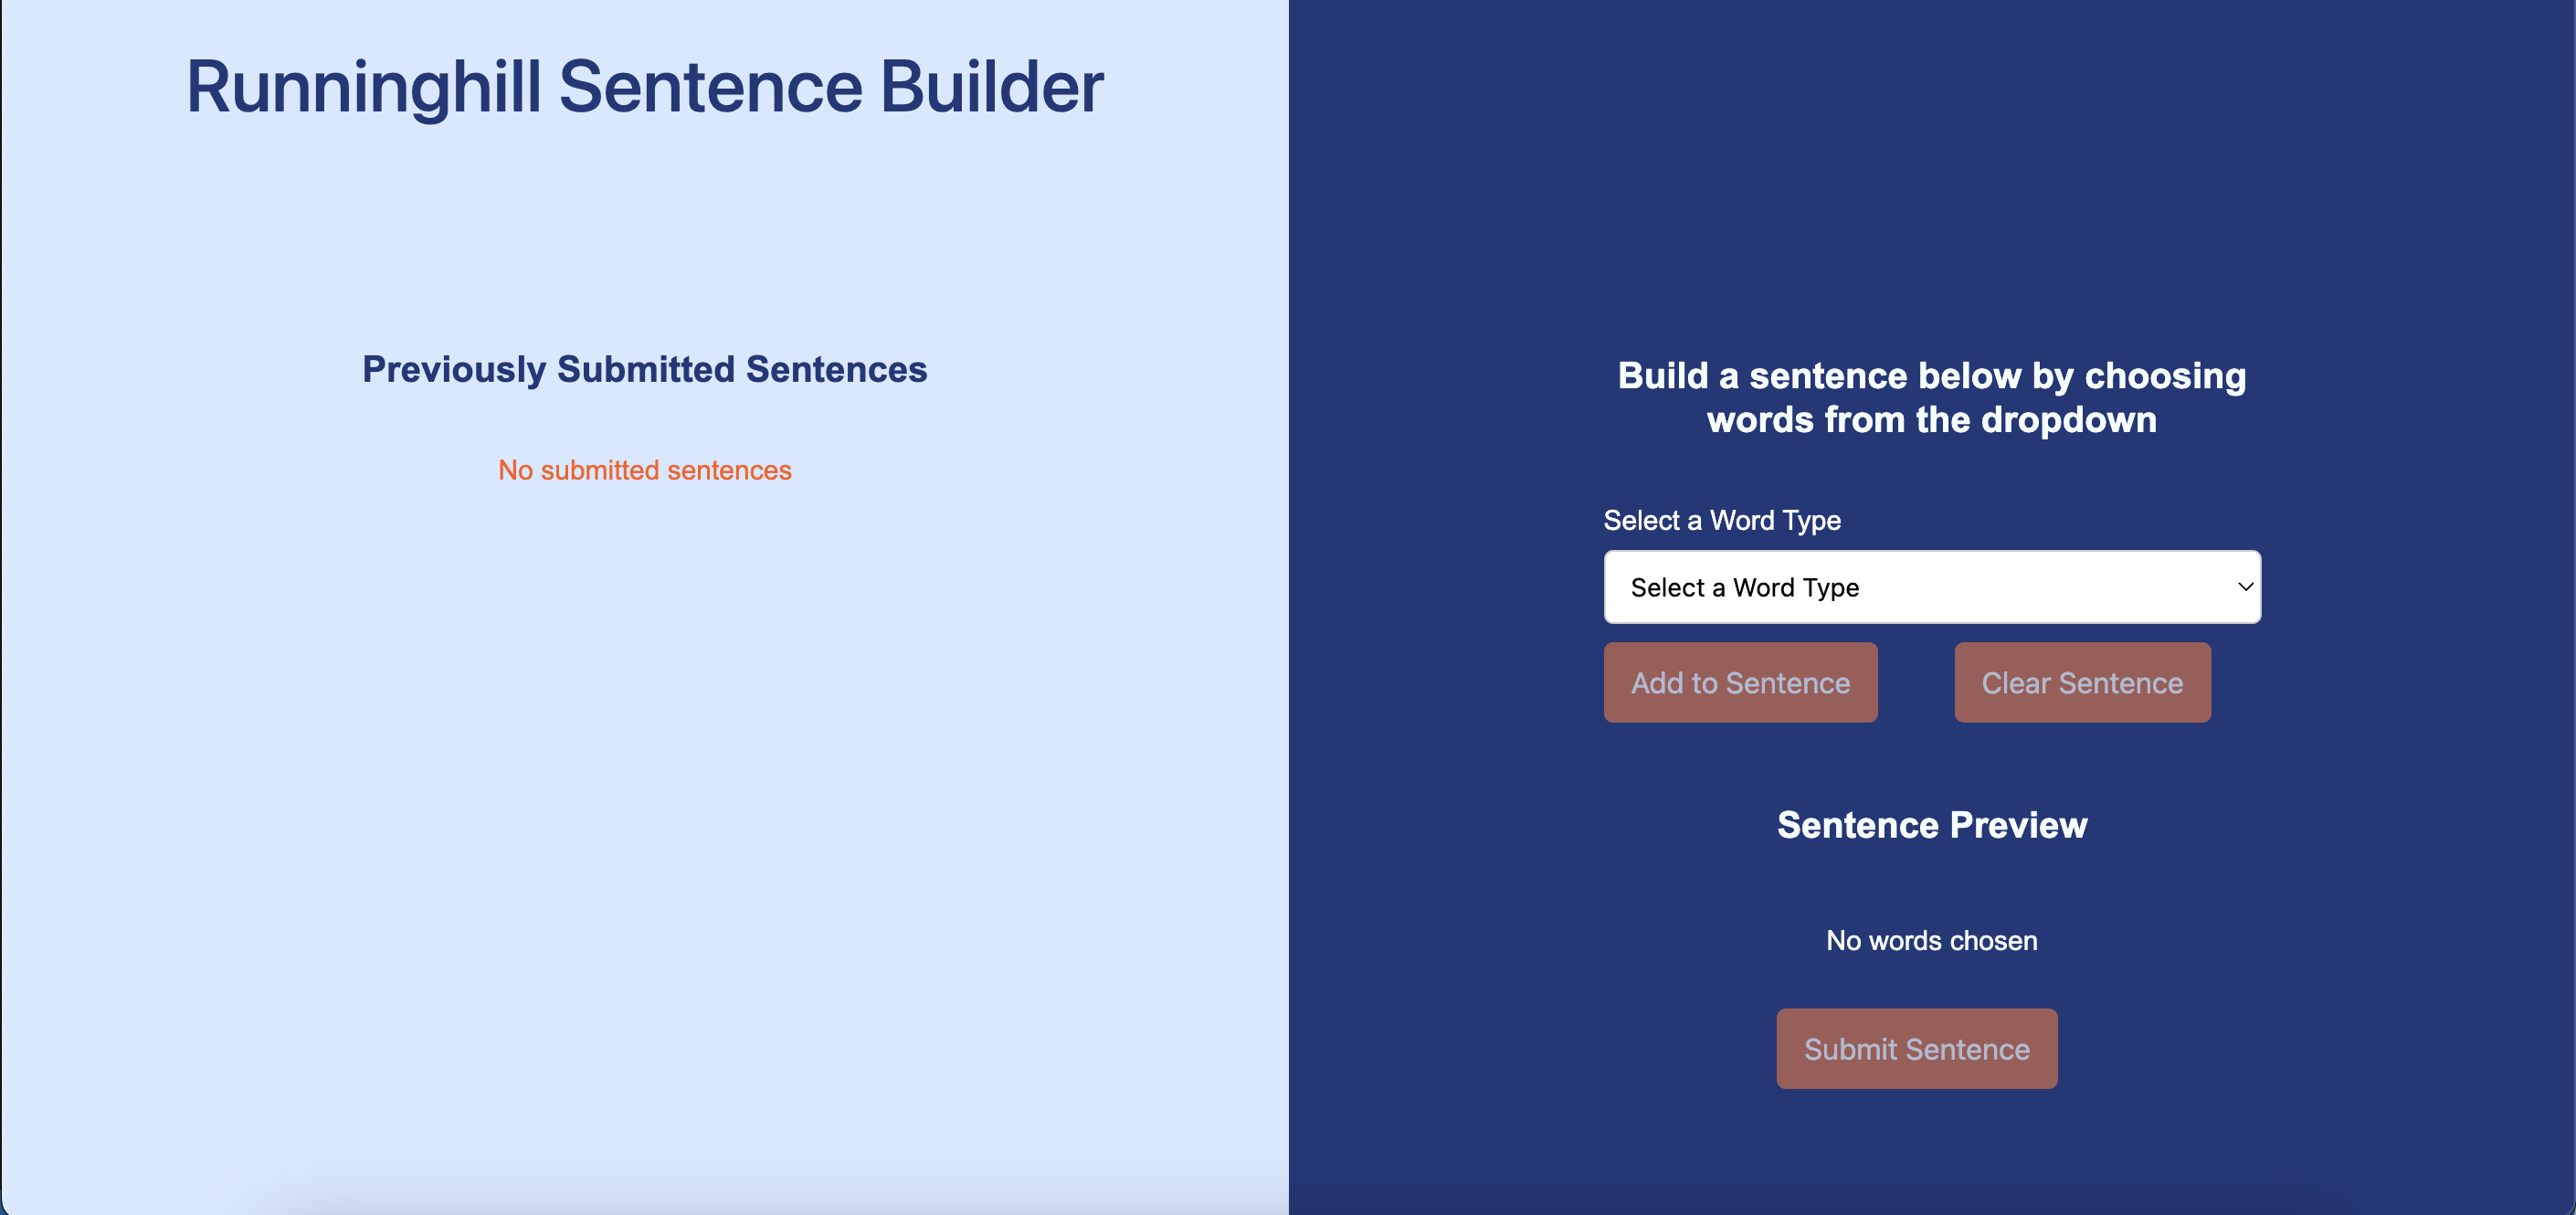 Runninghill Sentence Builder
Previously Submitted Sentences
No submitted sentences
Build a sentence below by choosing
words from the dropdown
Select a Word Type
Select a Word Type
Add to Sentence
Clear Sentence
Sentence Preview
No words chosen
Submit Sentence